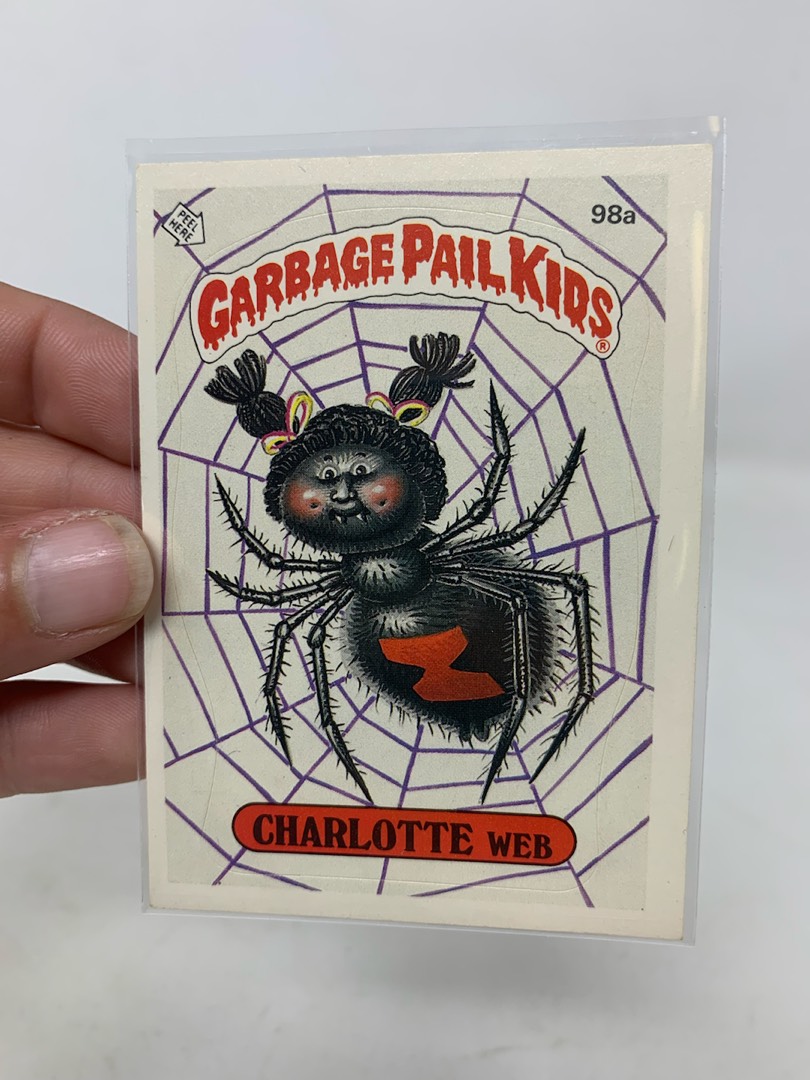 PEEL
HERE
98a
GARBAGE PAIL KIDS
®
CHARLOTTE WEB